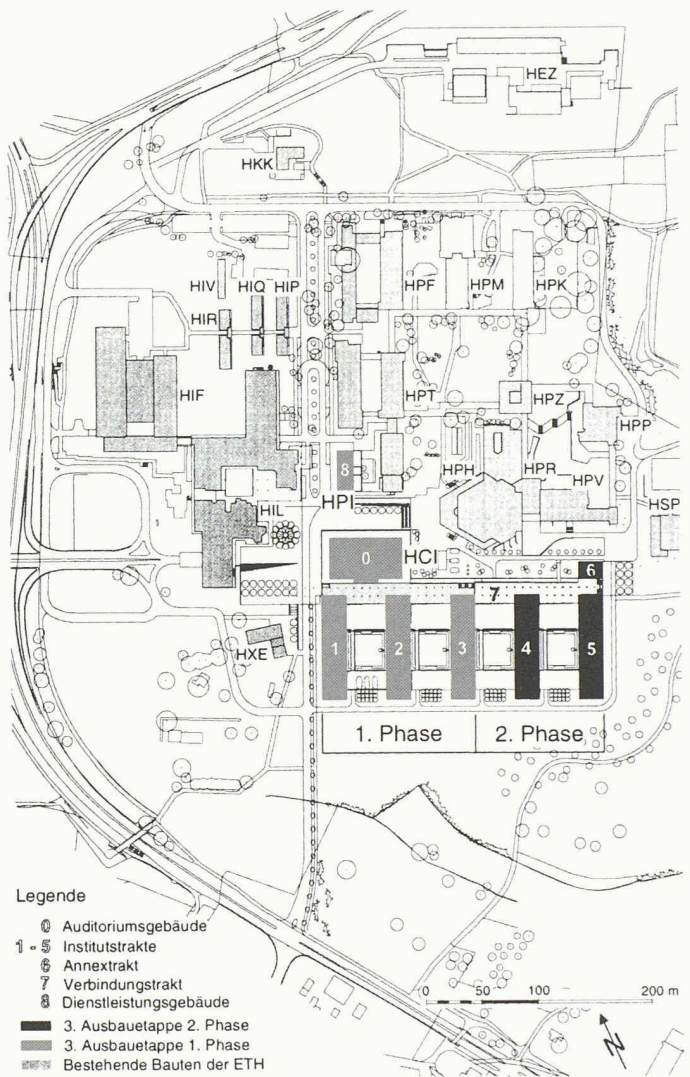 HEZ
HKK
HIV
HIQ
HIP
HPF
HPM
HPK
HIR
HIF
HPT
HPZ
HPP
8
HPH
HPR
HPV
HPI
HIL
HSP
0
HCI
6
7
1
2
3
4
5
HXE
1. Phase
2. Phase
Legende
0 Auditoriumsgebäude
1 - 5 Institutstrakte
6 Annextrakt
7 Verbindungstrakt
8 Dienstleistungsgebäude
3. Ausbauetappe 2. Phase
3. Ausbauetappe 1. Phase
Bestehende Bauten der ETH
0 50 100 200 m
N